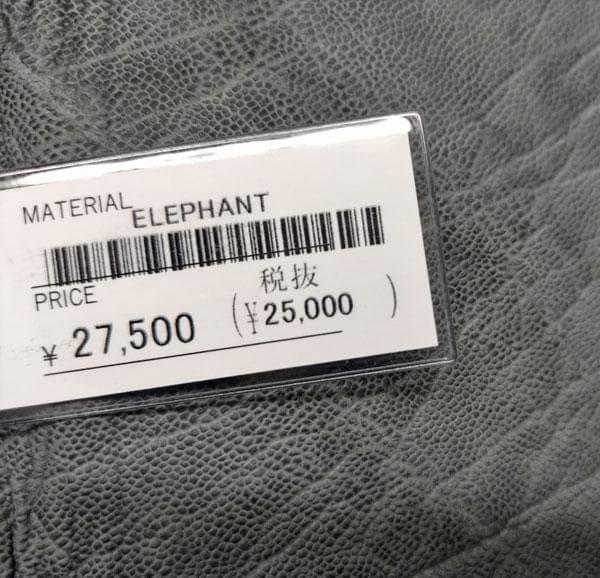 MATERIAL ELEPHANT
PRICE
税抜
¥ 27,500 (¥25,000)